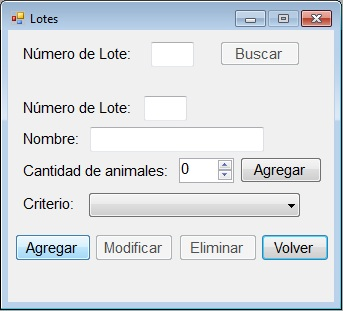 Lotes
Número de Lote: Buscar
Número de Lote:
Nombre:
Cantidad de animales: 0 Agregar
Criterio:
Agregar Modificar Eliminar Volver